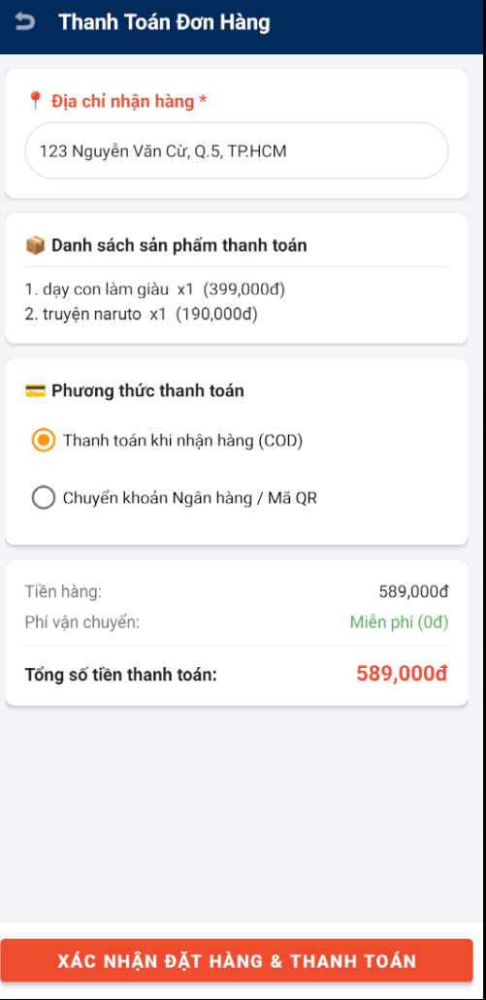 Thanh Toán Đơn Hàng
📍 Địa chỉ nhận hàng *
123 Nguyễn Văn Cừ, Q.5, TP.HCM
📦 Danh sách sản phẩm thanh toán
1. dạy con làm giàu x1 (399,000đ)
2. truyện naruto x1 (190,000đ)
💳 Phương thức thanh toán
Thanh toán khi nhận hàng (COD)
Chuyển khoản Ngân hàng / Mã QR
Tiền hàng: 589,000đ
Phí vận chuyển: Miễn phí (0đ)
Tổng số tiền thanh toán: 589,000đ
XÁC NHẬN ĐẶT HÀNG & THANH TOÁN